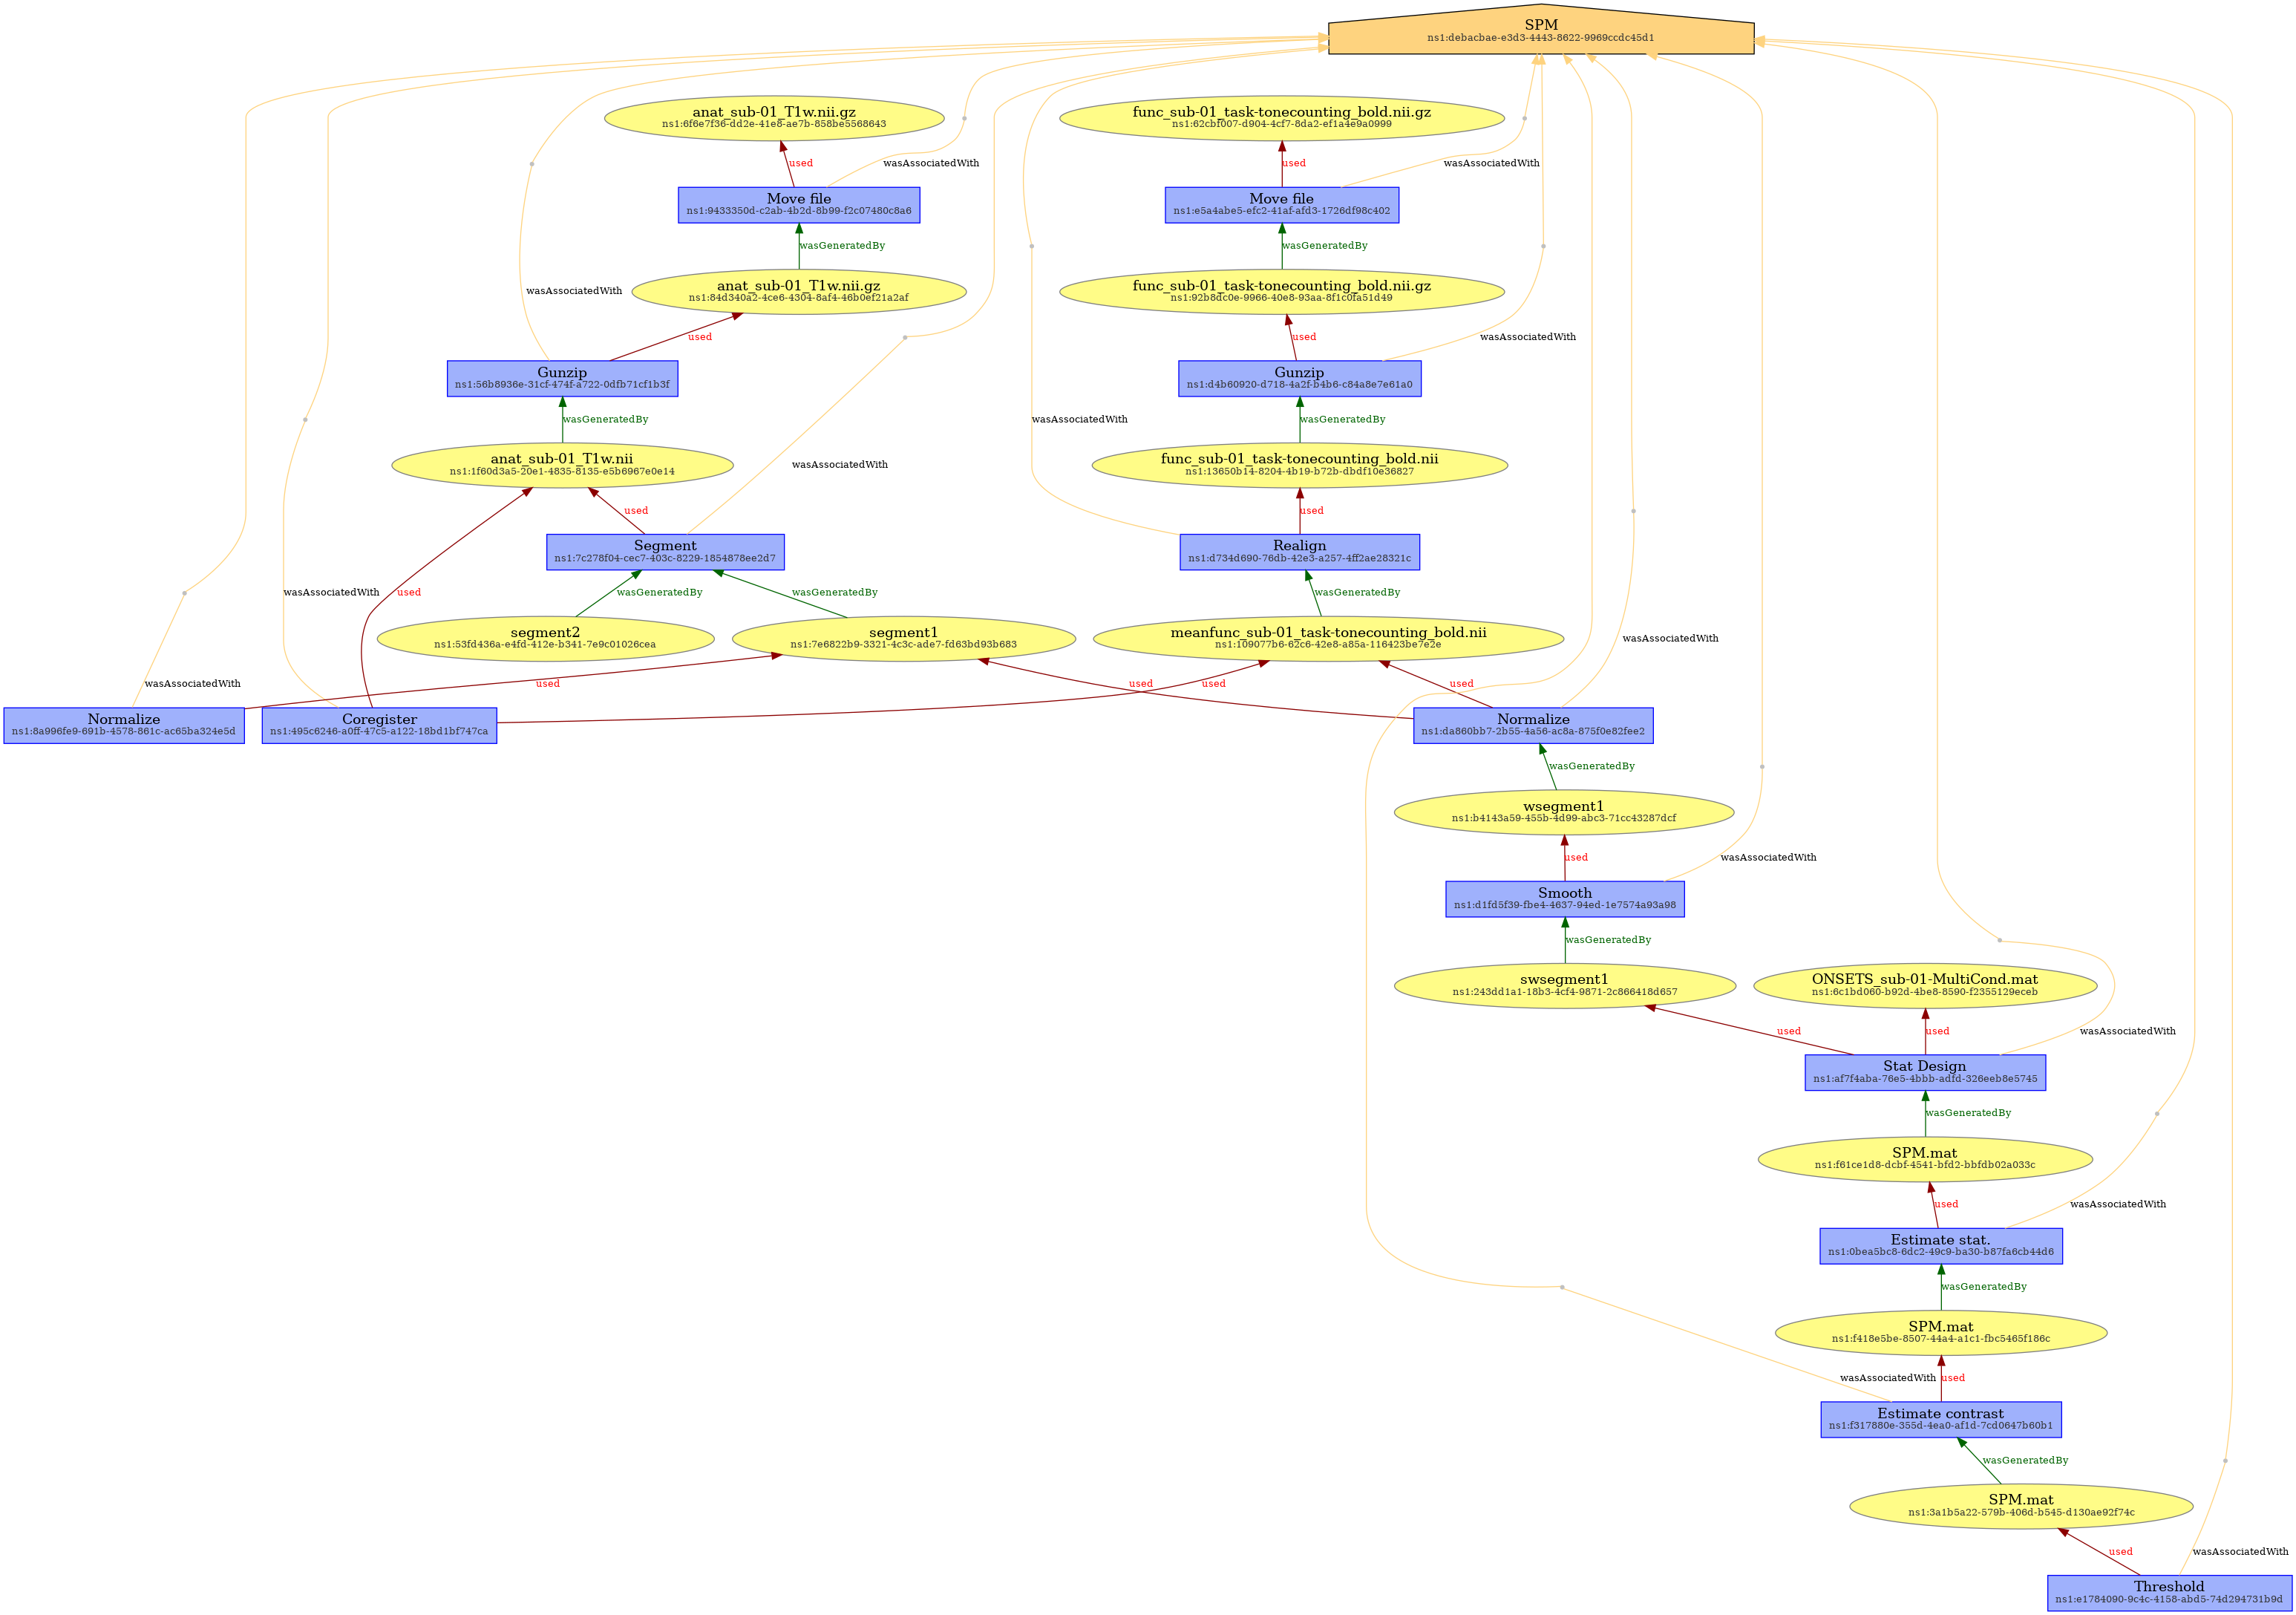 SPM
ns1:debacbae-e3d3-4443-8622-9969ccdc45d1
anat_sub-01_T1w.nii.gz
ns1:6f6e7f36-dd2e-41e8-ae7b-858be5568643
func_sub-01_task-tonecounting_bold.nii.gz
ns1:62cbf007-d904-4cf7-8da2-ef1a4e9a0999
used
wasAssociatedWith
used
wasAssociatedWith
Move file
ns1:9433350d-c2ab-4b2d-8b99-f2c07480c8a6
Move file
ns1:e5a4abe5-efc2-41af-afd3-1726df98c402
wasGeneratedBy
wasGeneratedBy
wasAssociatedWith
anat_sub-01_T1w.nii.gz
ns1:84d340a2-4ce6-4304-8af4-46b0ef21a2af
func_sub-01_task-tonecounting_bold.nii.gz
ns1:92b8dc0e-9966-40e8-93aa-8f1c0fa51d49
used
used
wasAssociatedWith
Gunzip
ns1:56b8936e-31cf-474f-a722-0dfb71cf1b3f
Gunzip
ns1:d4b60920-d718-4a2f-b4b6-c84a8e7e61a0
wasGeneratedBy
wasAssociatedWith
wasGeneratedBy
anat_sub-01_T1w.nii
ns1:1f60d3a5-20e1-4835-8135-e5b6967e0e14
wasAssociatedWith
func_sub-01_task-tonecounting_bold.nii
ns1:13650b14-8204-4b19-b72b-dbdf10e36827
used
used
Segment
ns1:7c278f04-cec7-403c-8229-1854878ee2d7
Realign
ns1:d734d690-76db-42e3-a257-4ff2ae28321c
wasAssociatedWith
used
wasGeneratedBy
wasGeneratedBy
wasGeneratedBy
segment2
ns1:53fd436a-e4fd-412e-b341-7e9c01026cea
segment1
ns1:7e6822b9-3321-4c3c-ade7-fd63bd93b683
meanfunc_sub-01_task-tonecounting_bold.nii
ns1:109077b6-62c6-42e8-a85a-116423be7e2e
wasAssociatedWith
wasAssociatedWith
used
used
used
used
Normalize
ns1:8a996fe9-691b-4578-861c-ac65ba324e5d
Coregister
ns1:495c6246-a0ff-47c5-a122-18bd1bf747ca
Normalize
ns1:da860bb7-2b55-4a56-ac8a-875f0e82fee2
wasGeneratedBy
wsegment1
ns1:b4143a59-455b-4d99-abc3-71cc43287dcf
used
wasAssociatedWith
Smooth
ns1:d1fd5f39-fbe4-4637-94ed-1e7574a93a98
wasGeneratedBy
swsegment1
ns1:243dd1a1-18b3-4cf4-9871-2c866418d657
ONSETS_sub-01-MultiCond.mat
ns1:6c1bd060-b92d-4be8-8590-f2355129eceb
used
used
wasAssociatedWith
Stat Design
ns1:af7f4aba-76e5-4bbb-adfd-326eeb8e5745
wasGeneratedBy
SPM.mat
ns1:f61ce1d8-dcbf-4541-bfd2-bbfdb02a033c
used
wasAssociatedWith
Estimate stat.
ns1:0bea5bc8-6dc2-49c9-ba30-b87fa6cb44d6
wasGeneratedBy
SPM.mat
ns1:f418e5be-8507-44a4-a1c1-fbc5465f186c
wasAssociatedWith
used
Estimate contrast
ns1:f317880e-355d-4ea0-af1d-7cd0647b60b1
wasGeneratedBy
SPM.mat
ns1:3a1b5a22-579b-406d-b545-d130ae92f74c
used
wasAssociatedWith
Threshold
ns1:e1784090-9c4c-4158-abd5-74d294731b9d